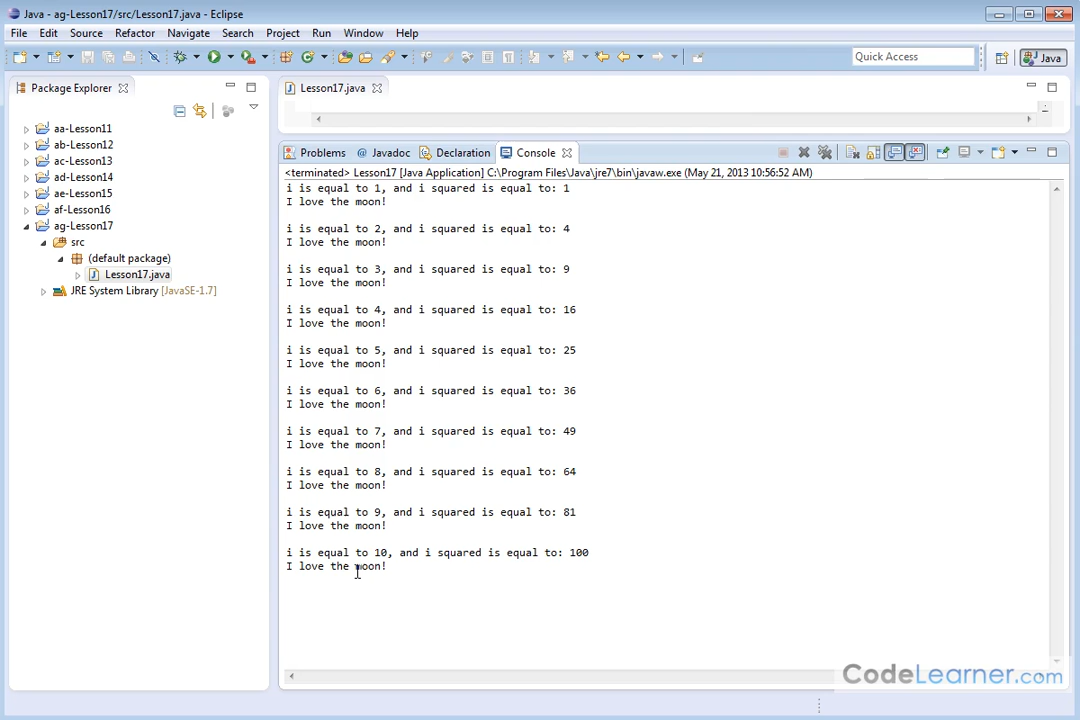 Java - ag-Lesson17/src/Lesson17.java - Eclipse
File Edit Source Refactor Navigate Search Project Run Window Help
Quick Access
Java
Package Explorer
Lesson17.java
aa-Lesson11
ab-Lesson12
ac-Lesson13
ad-Lesson14
ae-Lesson15
af-Lesson16
ag-Lesson17
src
(default package)
Lesson17.java
JRE System Library [JavaSE-1.7]
Problems @ Javadoc Declaration Console
<terminated> Lesson17 [Java Application] C:\Program Files\Java\jre7\bin\javaw.exe (May 21, 2013 10:56:52 AM)
i is equal to 1, and i squared is equal to: 1
I love the moon!
i is equal to 2, and i squared is equal to: 4
I love the moon!
i is equal to 3, and i squared is equal to: 9
I love the moon!
i is equal to 4, and i squared is equal to: 16
I love the moon!
i is equal to 5, and i squared is equal to: 25
I love the moon!
i is equal to 6, and i squared is equal to: 36
I love the moon!
i is equal to 7, and i squared is equal to: 49
I love the moon!
i is equal to 8, and i squared is equal to: 64
I love the moon!
i is equal to 9, and i squared is equal to: 81
I love the moon!
i is equal to 10, and i squared is equal to: 100
I love the moon!
CodeLearner.com